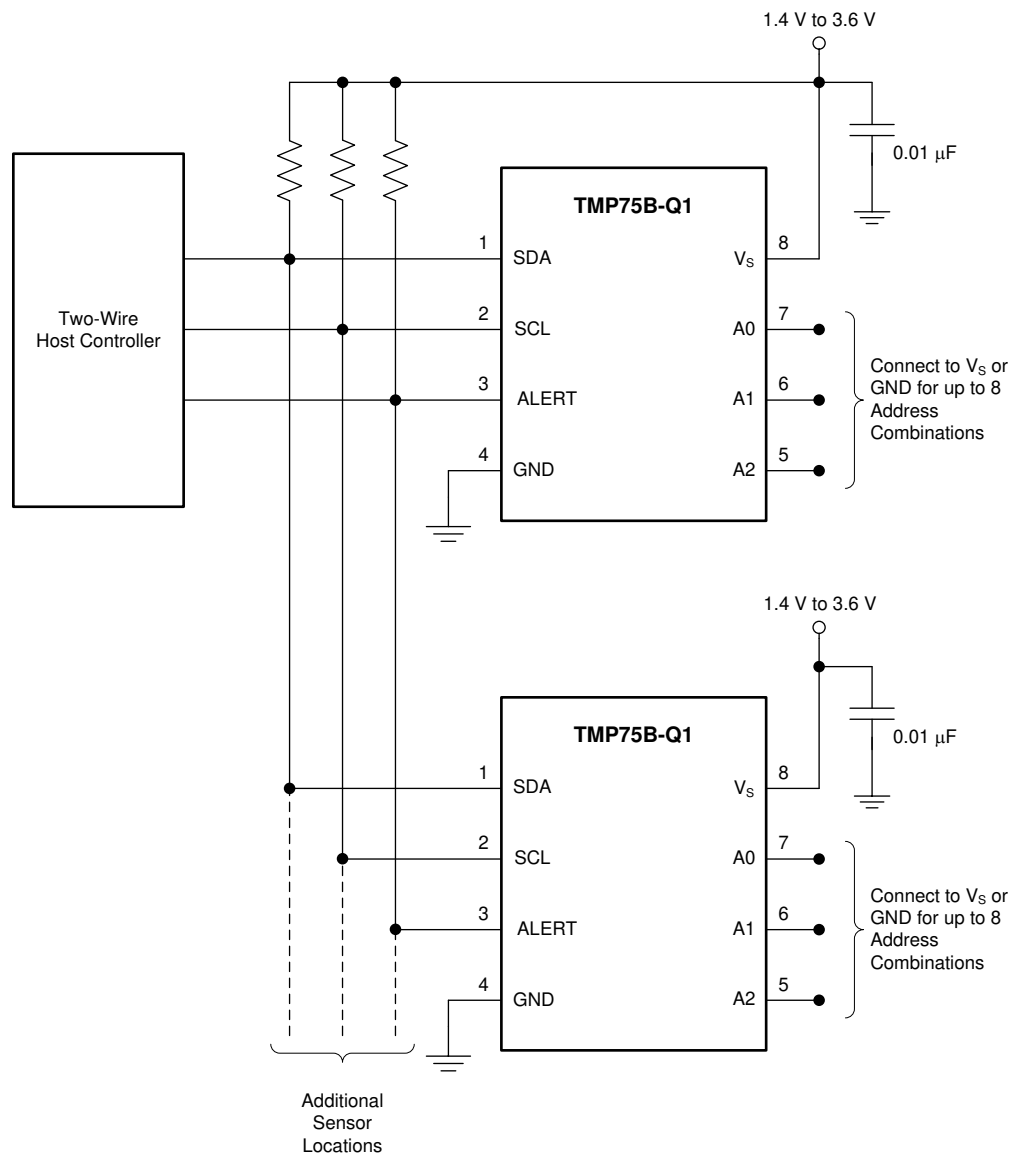 1.4 V to 3.6 V
0.01 μF
TMP75B-Q1
Two-Wire
Host Controller
1 SDA
2 SCL
3 ALERT
4 GND
VS 8
A0 7
A1 6
A2 5
Connect to VS or
GND for up to 8
Address
Combinations
1.4 V to 3.6 V
0.01 μF
TMP75B-Q1
1 SDA
2 SCL
3 ALERT
4 GND
VS 8
A0 7
A1 6
A2 5
Connect to VS or
GND for up to 8
Address
Combinations
Additional
Sensor
Locations